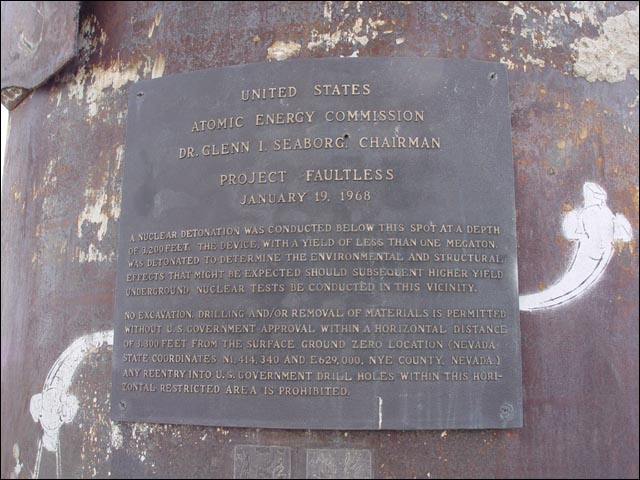 UNITED STATES
ATOMIC ENERGY COMMISSION
DR. GLENN I. SEABORG, CHAIRMAN
PROJECT FAULTLESS
JANUARY 19, 1968
A NUCLEAR DETONATION WAS CONDUCTED BELOW THIS SPOT AT A DEPTH
OF 3,200 FEET. THE DEVICE, WITH A YIELD OF LESS THAN ONE MEGATON,
WAS DETONATED TO DETERMINE THE ENVIRONMENTAL AND STRUCTURAL
EFFECTS THAT MIGHT BE EXPECTED SHOULD SUBSEQUENT HIGHER YIELD
UNDERGROUND NUCLEAR TESTS BE CONDUCTED IN THIS VICINITY.
NO EXCAVATION, DRILLING AND/OR REMOVAL OF MATERIALS IS PERMITTED
WITHOUT U.S. GOVERNMENT APPROVAL WITHIN A HORIZONTAL DISTANCE
OF 3,300 FEET FROM THE SURFACE GROUND ZERO LOCATION (NEVADA
STATE COORDINATES N1,414,340 AND E629,000, NYE COUNTY, NEVADA.)
ANY REENTRY INTO U.S. GOVERNMENT DRILL HOLES WITHIN THIS HORI-
ZONTAL RESTRICTED AREA IS PROHIBITED.